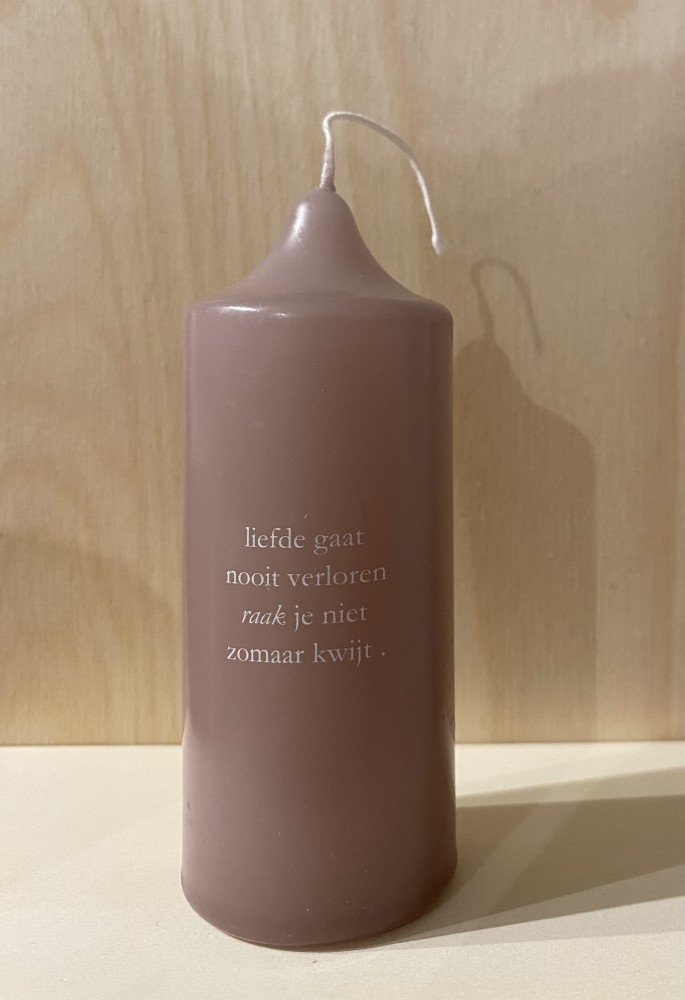 liefde gaat
nooit verloren
raak je niet
zomaar kwijt .